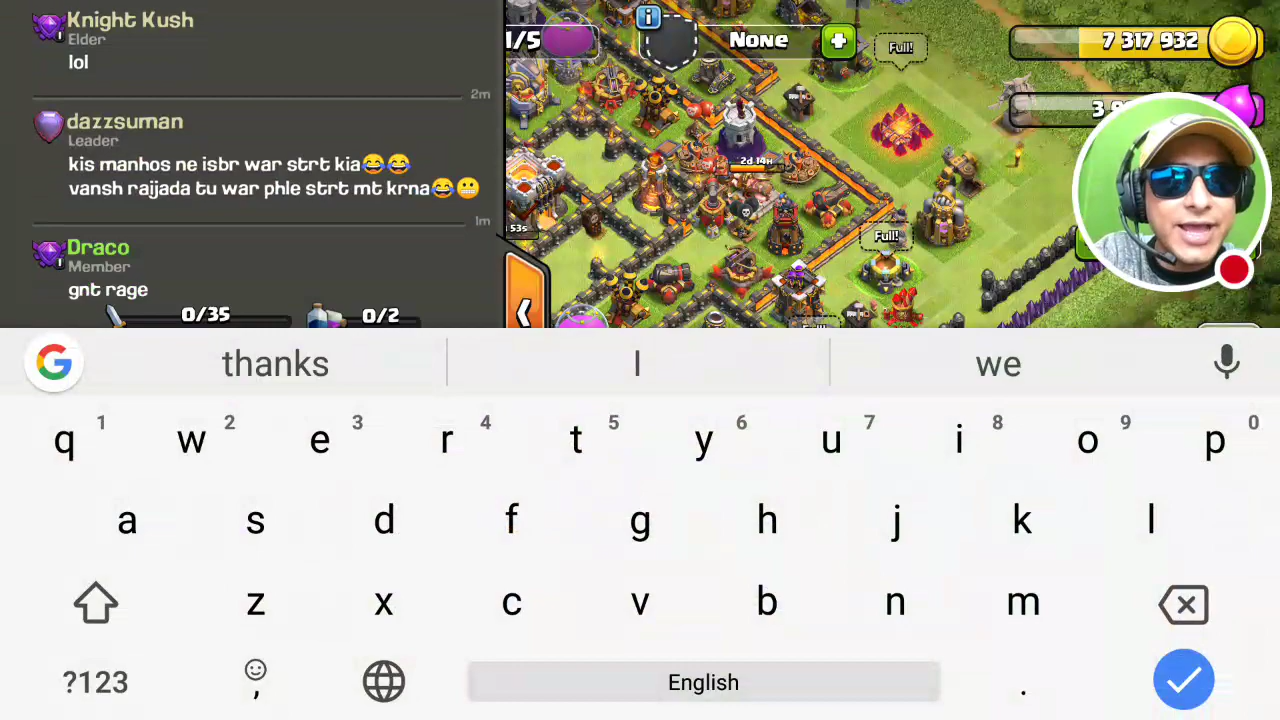 Knight Kush
Elder
lol
2m
dazzsuman
Leader
kis manhos ne isbr war strt kia😂😂
vansh raijada tu war phle strt mt krna😂😬
1m
Draco
Member
gnt rage
0/35
0/2
1/5
None
Full!
7 317 932
2d 14H
53s
Full!
thanks
I
we
q 1 w 2 e 3 r 4 t 5 y 6 u 7 i 8 o 9 p 0
a s d f g h j k l
z x c v b n m
?123
,
English
.